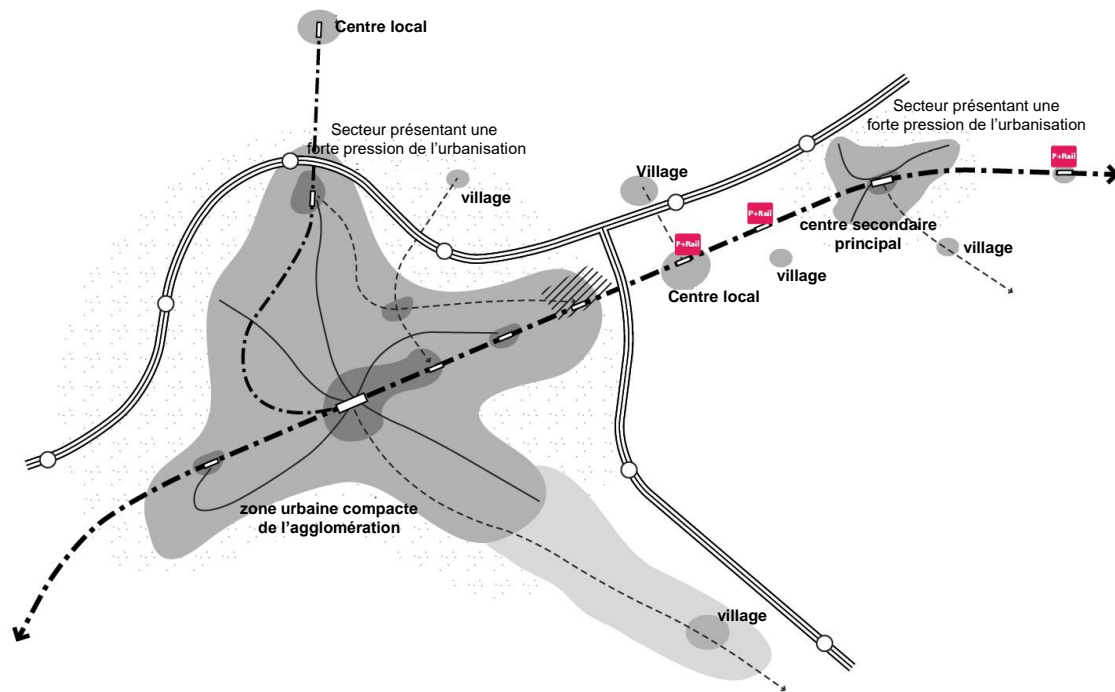 Centre local
Secteur présentant une
forte pression de l'urbanisation
Secteur présentant une
forte pression de l'urbanisation
village
Village
P+Rail
P+Rail
P+Rail
centre secondaire
principal
village
village
Centre local
zone urbaine compacte
de l'agglomération
village